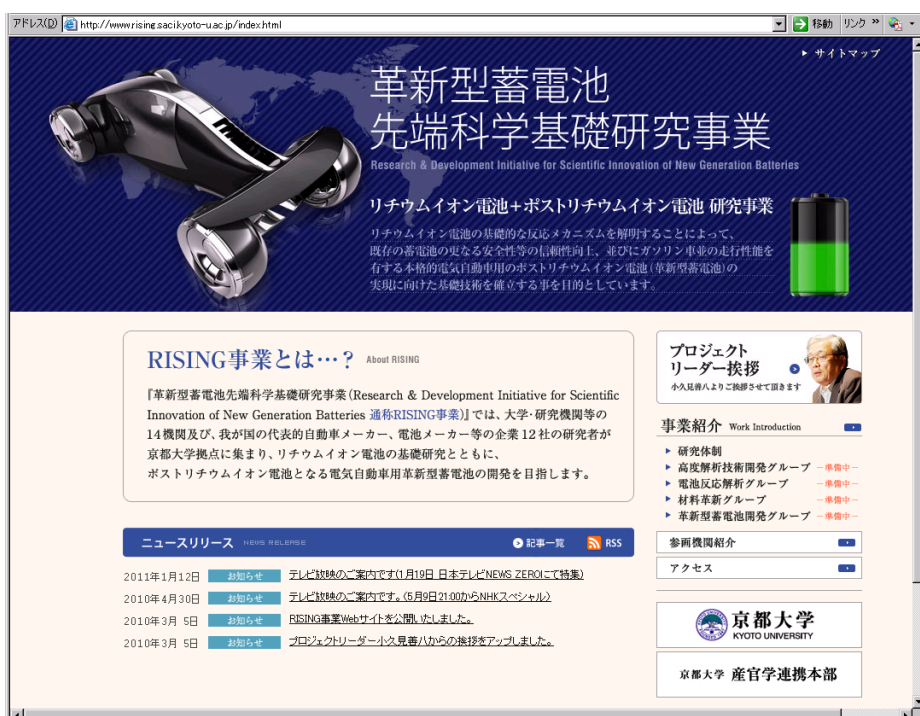 アドレス(D) http://www.rising.saci.kyoto-u.ac.jp/index.html 移動 リンク »
サイトマップ
革新型蓄電池
先端科学基礎研究事業
Research & Development Initiative for Scientific Innovation of New Generation Batteries
リチウムイオン電池+ポストリチウムイオン電池 研究事業
リチウムイオン電池の基礎的な反応メカニズムを解明することによって、
既存の蓄電池の更なる安全性等の信頼性向上、並びにガソリン車並の走行性能を
有する本格的電気自動車用のポストリチウムイオン電池(革新型蓄電池)の
実現に向けた基礎技術を確立する事を目的としています。
RISING事業とは…? About RISING
『革新型蓄電池先端科学基礎研究事業(Research & Development Initiative for Scientific
Innovation of New Generation Batteries 通称RISING事業)』では、大学・研究機関等の
14機関及び、我が国の代表的自動車メーカー、電池メーカー等の企業12社の研究者が
京都大学拠点に集まり、リチウムイオン電池の基礎研究とともに、
ポストリチウムイオン電池となる電気自動車用革新型蓄電池の開発を目指します。
ニュースリリース NEWS RELEASE 記事一覧 RSS
2011年1月12日 お知らせ テレビ放映のご案内です(1月19日 日本テレビNEWS ZEROにて特集)
2010年4月30日 お知らせ テレビ放映のご案内です。(5月9日21:00からNHKスペシャル)
2010年3月 5日 お知らせ RISING事業Webサイトを公開いたしました。
2010年3月 5日 お知らせ プロジェクトリーダー小久見善八からの挨拶をアップしました。
プロジェクト
リーダー挨拶
小久見善八よりご挨拶させて頂きます
事業紹介 Work Introduction
研究体制
高度解析技術開発グループ -準備中-
電池反応解析グループ -準備中-
材料革新グループ -準備中-
革新型蓄電池開発グループ -準備中-
参画機関紹介
アクセス
京都大学
KYOTO UNIVERSITY
京都大学 産官学連携本部